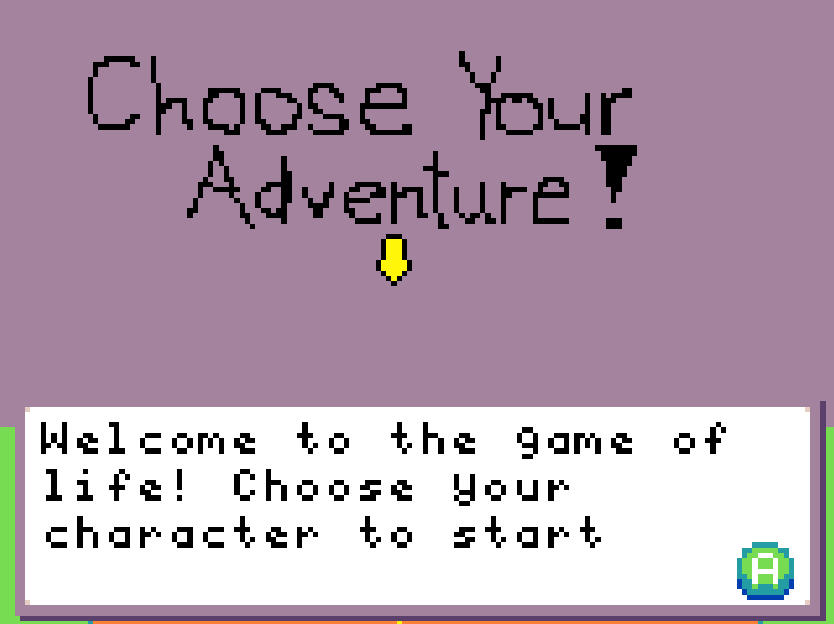 Choose Your
Adventure!
Welcome to the game of
life! Choose your
character to start
A